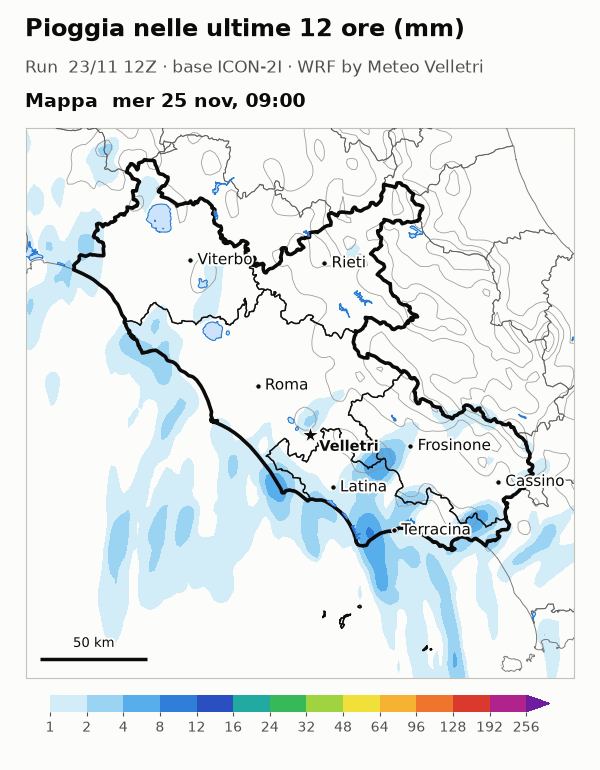 Pioggia nelle ultime 12 ore (mm)
Run  23/11 12Z · base ICON-2I · WRF by Meteo Velletri
Mappa  mer 25 nov, 09:00
Viterbo
Rieti
Roma
Velletri
Frosinone
Latina
Cassino
Terracina
50 km
1 2 4 8 12 16 24 32 48 64 96 128 192 256